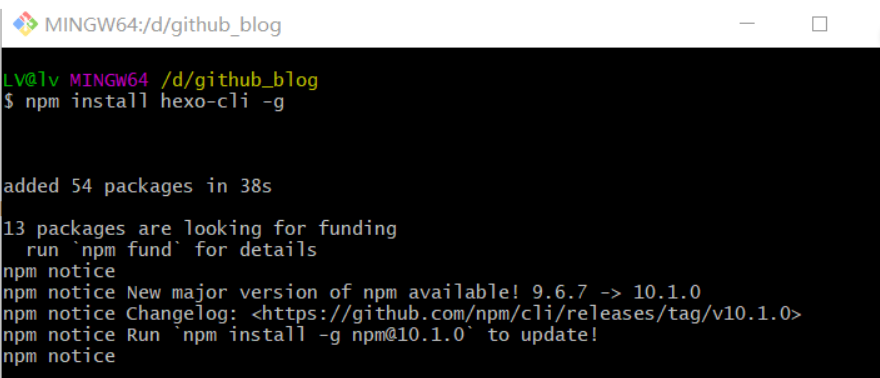 MINGW64:/d/github_blog
LV@lv MINGW64 /d/github_blog
$ npm install hexo-cli -g
added 54 packages in 38s
13 packages are looking for funding
  run `npm fund` for details
npm notice
npm notice New major version of npm available! 9.6.7 -> 10.1.0
npm notice Changelog: <https://github.com/npm/cli/releases/tag/v10.1.0>
npm notice Run `npm install -g npm@10.1.0` to update!
npm notice